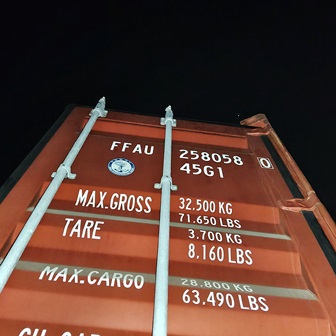 FFAU 258058 0
45G1
MAX.GROSS 32.500 KG
71.650 LBS
TARE 3.700 KG
8.160 LBS
MAX.CARGO 28.800 KG
63.490 LBS